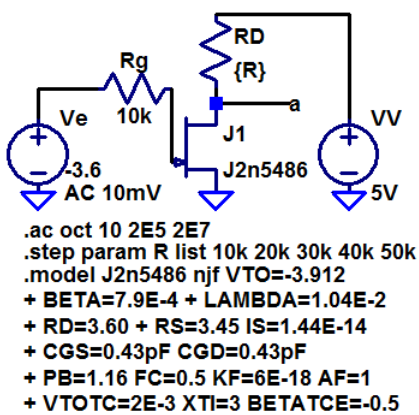 RD
{R}
Rg
10k
Ve
-3.6
AC 10mV
a
J1
J2n5486
VV
5V
.ac oct 10 2E5 2E7
.step param R list 10k 20k 30k 40k 50k
.model J2n5486 njf VTO=-3.912
+ BETA=7.9E-4 + LAMBDA=1.04E-2
+ RD=3.60 + RS=3.45 IS=1.44E-14
+ CGS=0.43pF CGD=0.43pF
+ PB=1.16 FC=0.5 KF=6E-18 AF=1
+ VTOTC=2E-3 XTI=3 BETATCE=-0.5